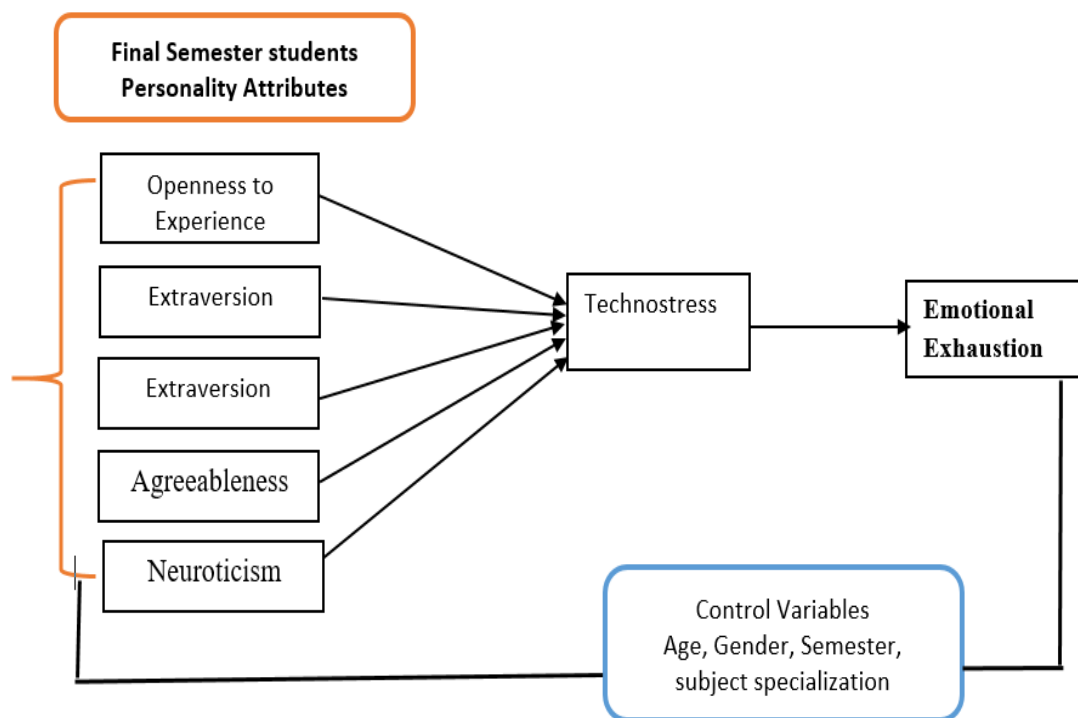 Final Semester students
Personality Attributes
Openness to
Experience
Extraversion
Extraversion
Agreeableness
Neuroticism
Technostress
Emotional
Exhaustion
Control Variables
Age, Gender, Semester,
subject specialization